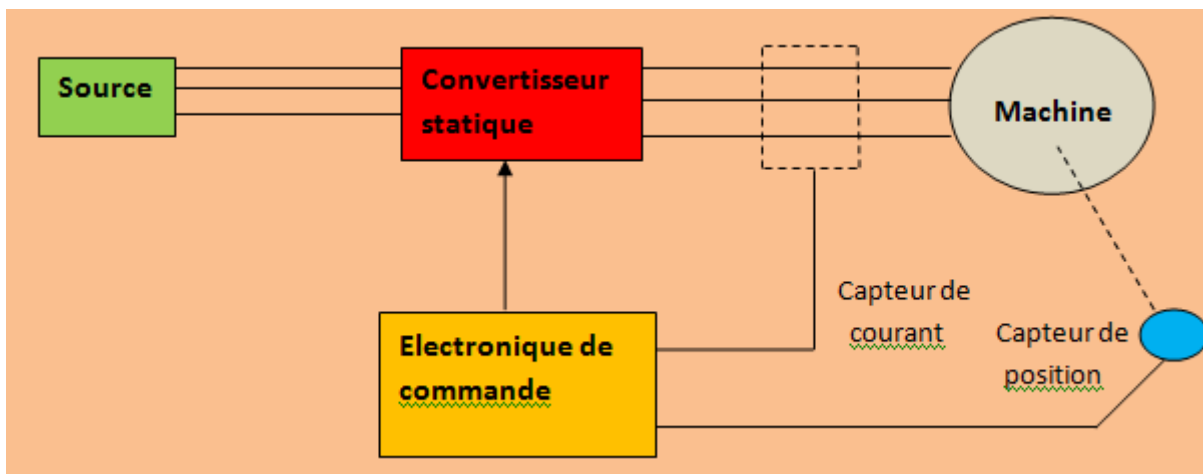 Source
Convertisseur
statique
Machine
Electronique de
commande
Capteur de
courant
Capteur de
position